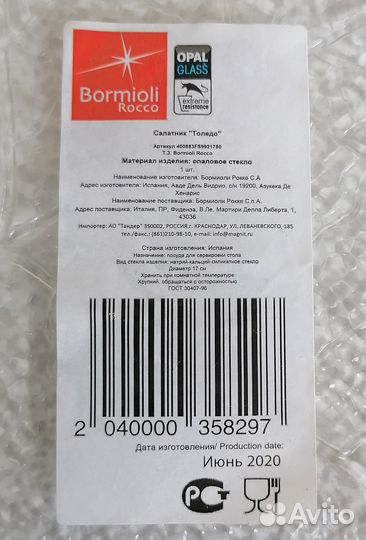 OPAL
GLASS
extreme
resistance
Bormioli
Rocco
Салатник "Толедо"
Артикул 400883FS9921780
Т.З. Bormioli Rocco
Материал изделия: опаловое стекло
1 шт.
Наименование изготовителя: Бормиоли Рокко С.А
Адрес изготовителя: Испания, Авде Дель Видрио, с/н 19200, Азукека Де
Хенарис
Наименование поставщика: Бормиоли Рокко С.п.А.
Адрес поставщика: Италия, ПР, Фиденза, В.Ле. Мартири Делла Либерта, 1,
43036
Импортер: АО "Тандер" 350002, РОССИЯ, г. КРАСНОДАР, УЛ. ЛЕВАНЕВСКОГО, 185
тел/факс.: (861)210-98-10, e-mail: info@magnit.ru
Страна изготовления: Испания
Назначение: посуда для сервировки стола
Вид стекла изделия: натрий-кальций-силикатное стекло
Диаметр 17 см
Хранить при комнатной температуре
Хрупкий, обращаться с осторожностью
ГОСТ 30407-96
2 040000 358297
Дата изготовления/ Production date:
Июнь 2020
РСТ
Avito